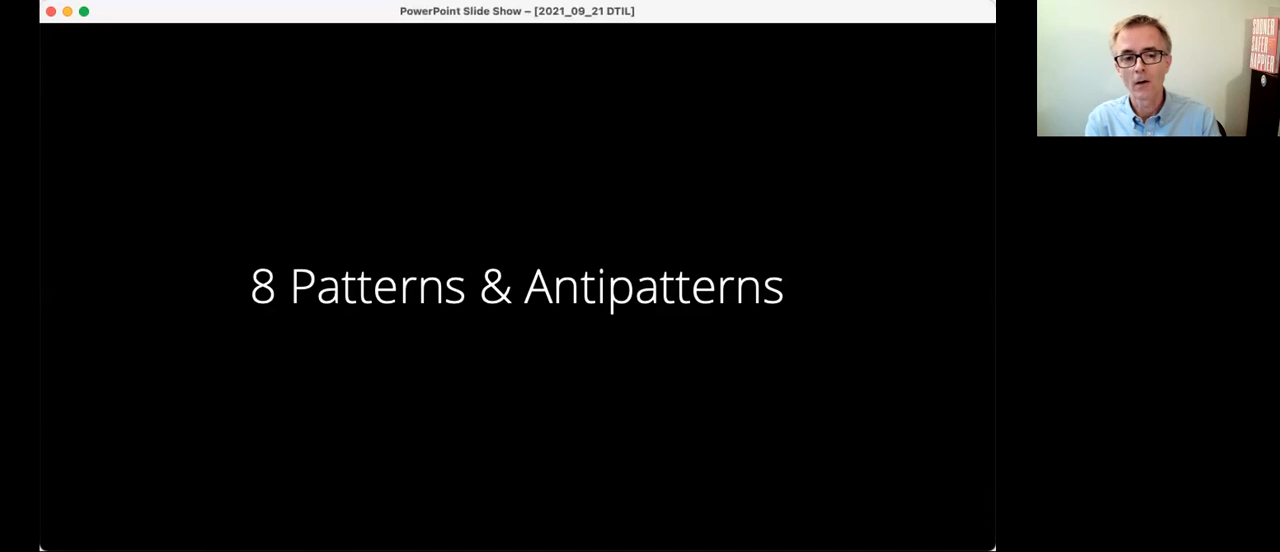 PowerPoint Slide Show – [2021_09_21 DTIL]
8 Patterns & Antipatterns
SOONER
SAFER
HAPPIER